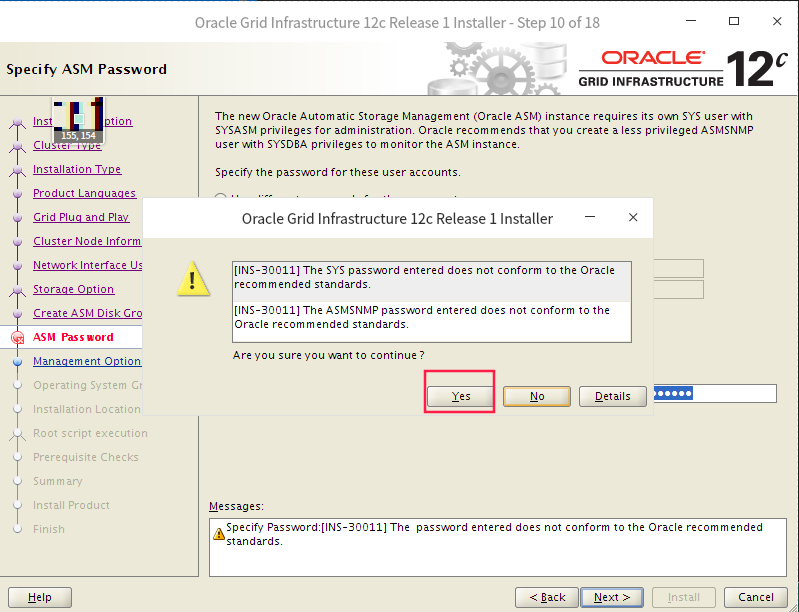 Oracle Grid Infrastructure 12c Release 1 Installer - Step 10 of 18
Specify ASM Password
ORACLE
GRID INFRASTRUCTURE
12c
155, 154
Cluster Type
Installation Type
Product Languages
Grid Plug and Play
Cluster Node Inform
Network Interface Us
Storage Option
Create ASM Disk Gro
ASM Password
Management Option
Operating System Gr
Installation Location
Root script execution
Prerequisite Checks
Summary
Install Product
Finish
The new Oracle Automatic Storage Management (Oracle ASM) instance requires its own SYS user with
SYSASM privileges for administration. Oracle recommends that you create a less privileged ASMSNMP
user with SYSDBA privileges to monitor the ASM instance.
Specify the password for these user accounts.
Oracle Grid Infrastructure 12c Release 1 Installer
[INS-30011] The SYS password entered does not conform to the Oracle
recommended standards.
[INS-30011] The ASMSNMP password entered does not conform to the
Oracle recommended standards.
Are you sure you want to continue?
Yes
No
Details
Messages:
Specify Password:[INS-30011] The  password entered does not conform to the Oracle recommended
standards.
Help
< Back
Next >
Install
Cancel